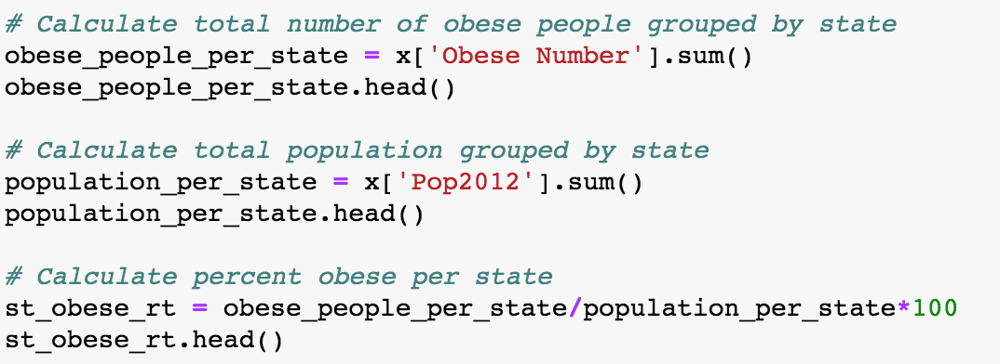 # Calculate total number of obese people grouped by state
obese_people_per_state = x['Obese Number'].sum()
obese_people_per_state.head()
# Calculate total population grouped by state
population_per_state = x['Pop2012'].sum()
population_per_state.head()
# Calculate percent obese per state
st_obese_rt = obese_people_per_state/population_per_state*100
st_obese_rt.head()